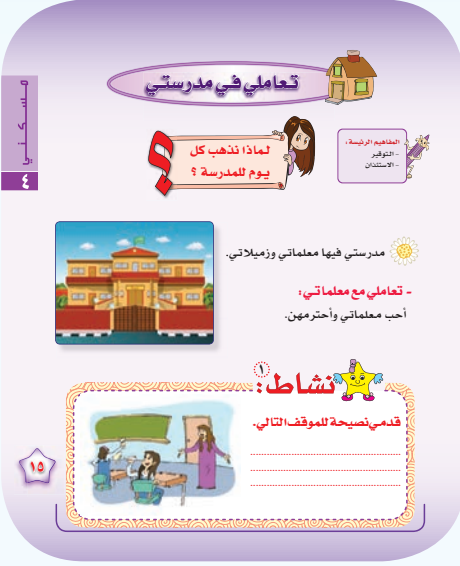 تعاملي في مدرستي
مسكني
٤
المفاهيم الرئيسة :
- التوقير
- الاستئذان
لماذا نذهب كل
يوم للمدرسة ؟
مدرستي فيها معلماتي وزميلاتي.
- تعاملي مع معلماتي :
أحب معلماتي وأحترمهن.
نشاط : ١
قدمي نصيحة للموقف التالي.
١٥